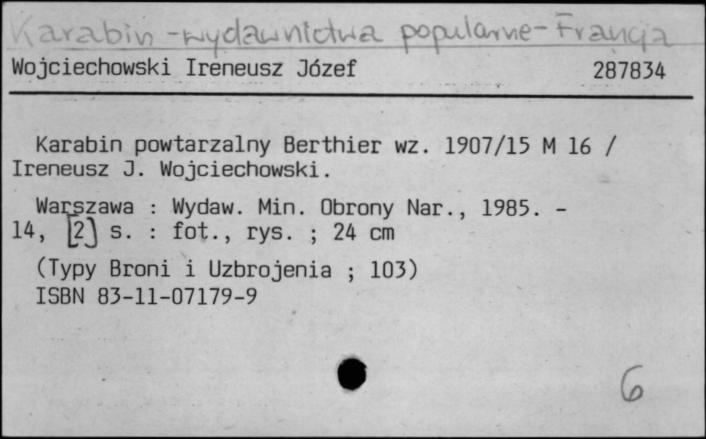 Karabin - wydawnictwa popularne - Francja
Wojciechowski Ireneusz Józef 287834
Karabin powtarzalny Berthier wz. 1907/15 M 16 /
Ireneusz J. Wojciechowski.
Warszawa : Wydaw. Min. Obrony Nar., 1985. -
14, [2] s. : fot., rys. ; 24 cm
(Typy Broni i Uzbrojenia ; 103)
ISBN 83-11-07179-9
6